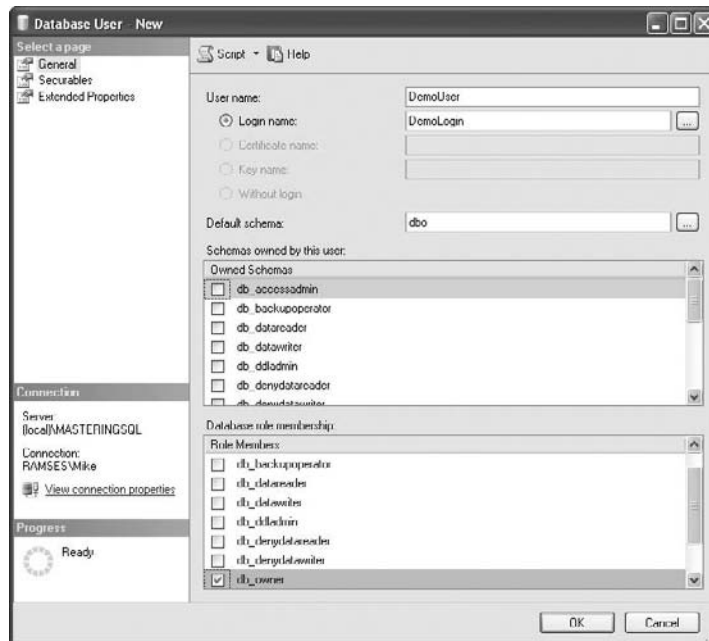 Database User - New
Select a page
General
Securables
Extended Properties
Script Help
User name: DemoUser
Login name: DemoLogin ...
Certificate name:
Key name:
Without login
Default schema: dbo ...
Schemas owned by this user:
Owned Schemas
db_accessadmin
db_backupoperator
db_datareader
db_datawriter
db_ddladmin
db_denydatareader
db_denydatawriter
Database role membership:
Role Members
db_backupoperator
db_datareader
db_datawriter
db_ddladmin
db_denydatareader
db_denydatawriter
db_owner
Connection
Server:
(local)\MASTERINGSQL
Connection:
RAMSES\Mike
View connection properties
Progress
Ready
OK Cancel